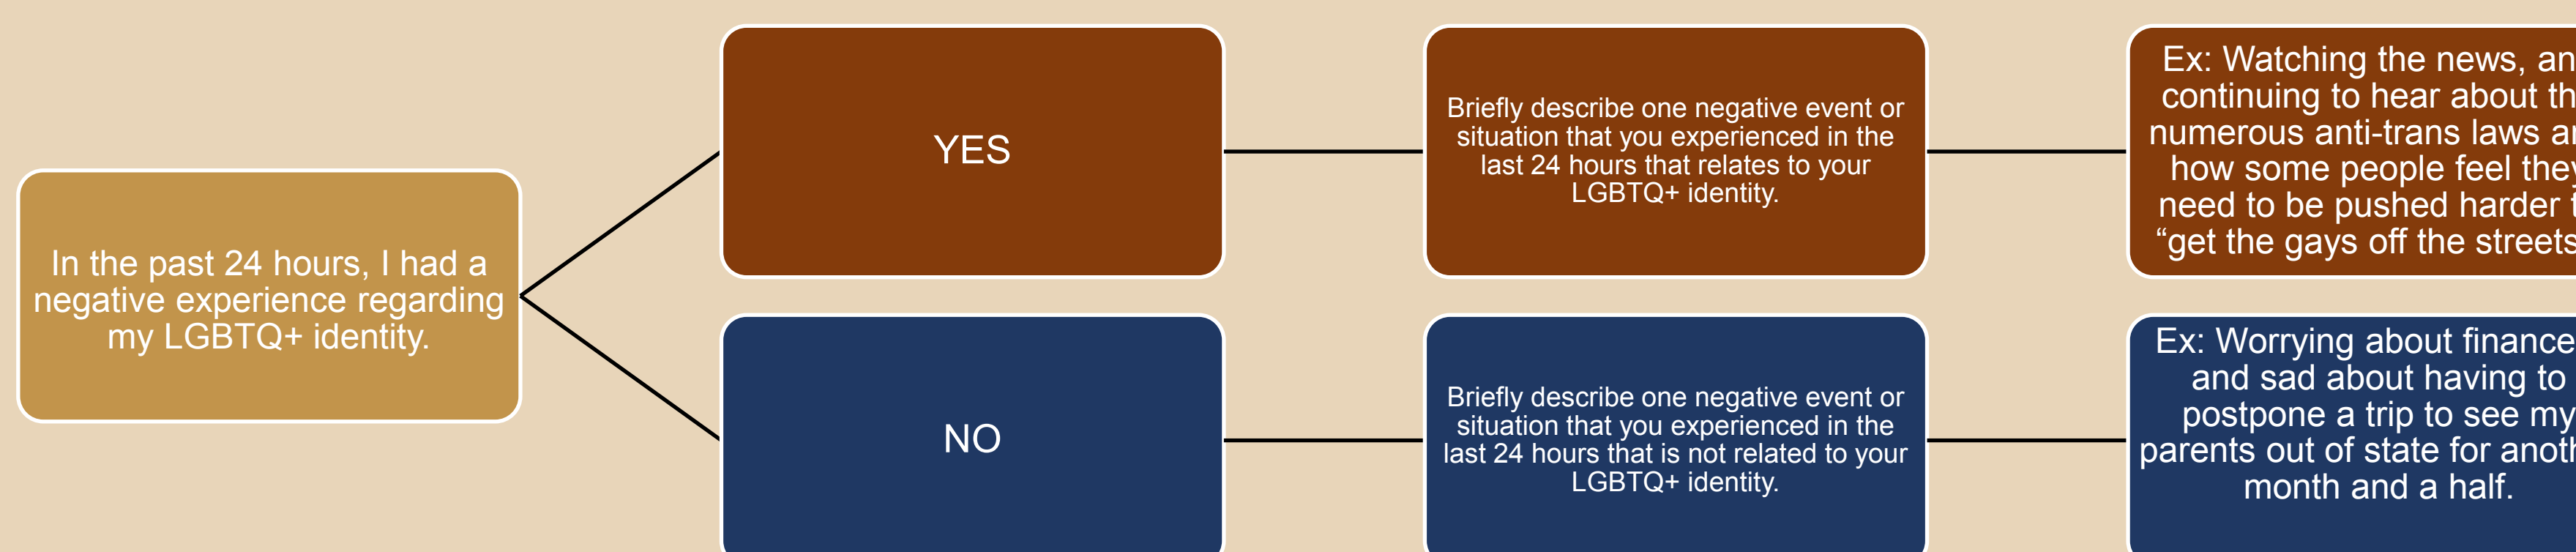 In the past 24 hours, I had a
negative experience regarding
my LGBTQ+ identity.
YES
Briefly describe one negative event or
situation that you experienced in the
last 24 hours that relates to your
LGBTQ+ identity.
Ex: Watching the news,
continuing to hear about
numerous anti-trans laws
how some people feel
need to be pushed harder
“get the gays off the streets
NO
Briefly describe one negative event or
situation that you experienced in the
last 24 hours that is not related to your
LGBTQ+ identity.
Ex: Worrying about
and sad about having to
postpone a trip to see my
parents out of state for
month and a half.